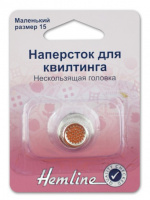 Маленький
размер 15
Наперсток для
квилтинга
Нескользящая головка
Hemline